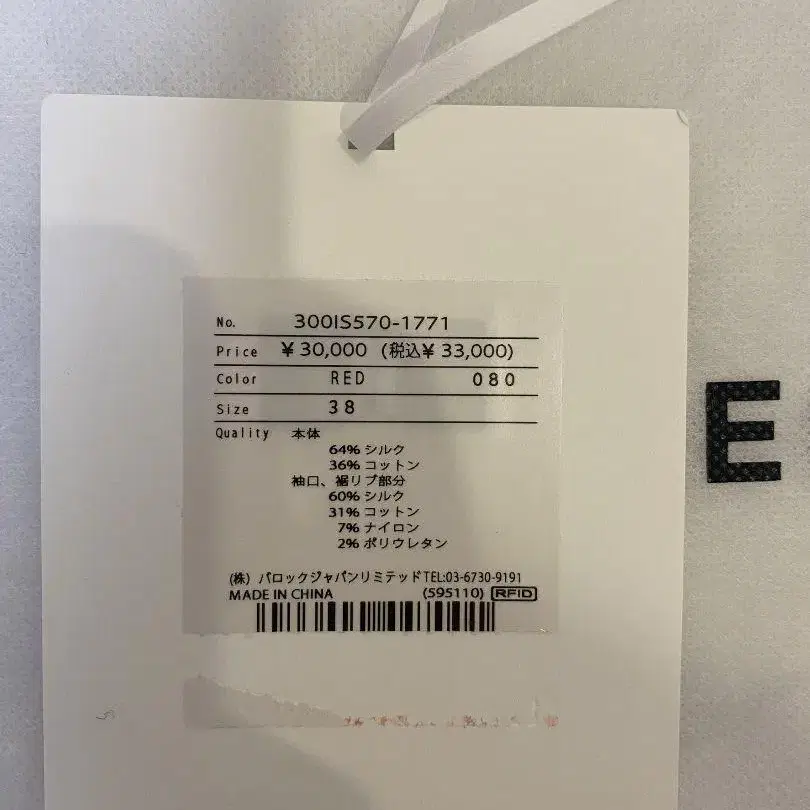 No. 300IS570-1771
Price ¥30,000 (税込¥33,000)
Color RED 080
Size 38
Quality 本体
64% シルク
36% コットン
袖口、裾リブ部分
60% シルク
31% コットン
7% ナイロン
2% ポリウレタン
(株) バロックジャパンリミテッドTEL:03-6730-9191
MADE IN CHINA (595110) RFID
E